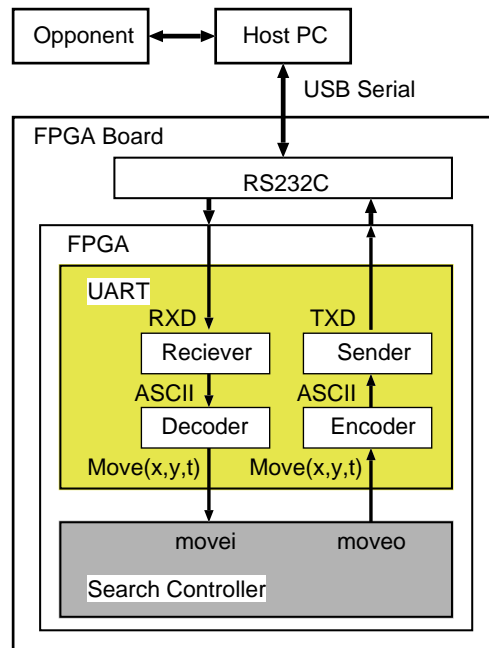 Opponent
Host PC
USB Serial
FPGA Board
RS232C
FPGA
UART
RXD
TXD
Reciever
Sender
ASCII
ASCII
Decoder
Encoder
Move(x,y,t)
Move(x,y,t)
movei
moveo
Search Controller